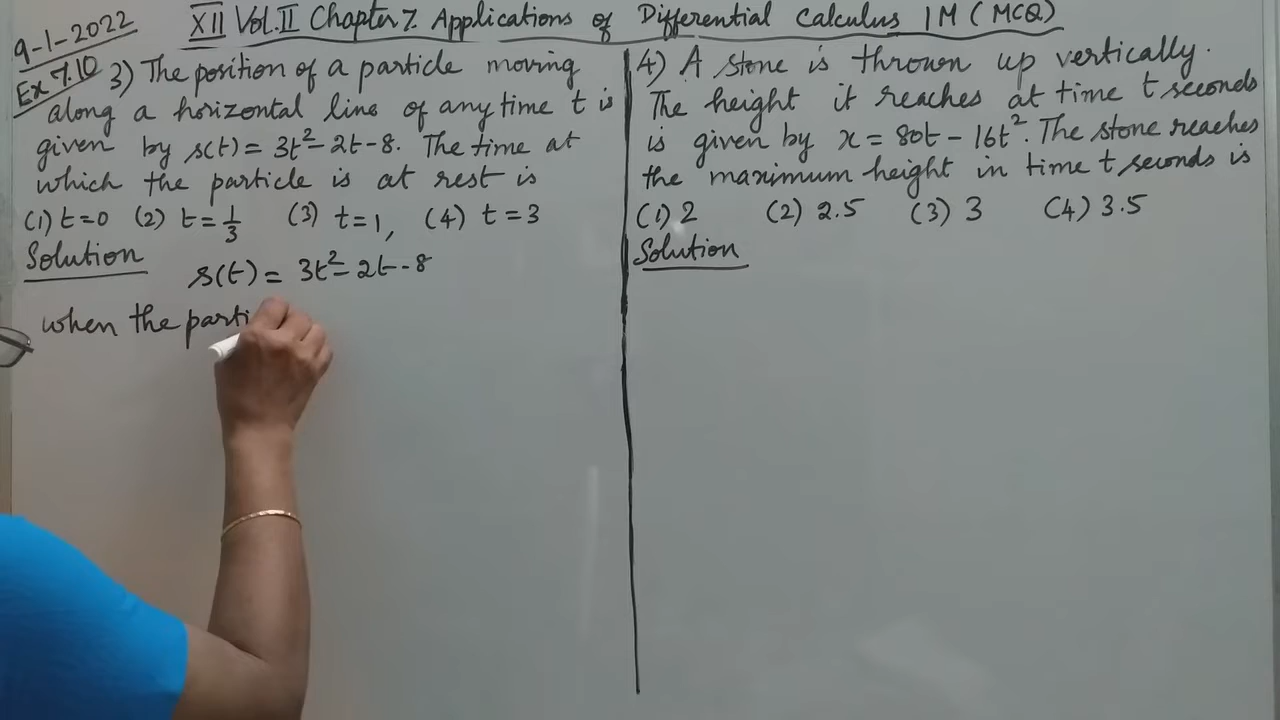 9-1-2022
XII Vol.II Chapter 7. Applications of Differential Calculus 1M (MCQ)
Ex 7.10
3) The position of a particle moving
along a horizontal line of any time t is
given by s(t) = 3t²-2t-8. The time at
which the particle is at rest is
(1) t=0 (2) t=1/3 (3) t=1, (4) t=3
Solution
s(t) = 3t²-2t-8
when the parti
4) A stone is thrown up vertically.
The height it reaches at time t seconds
is given by x = 80t - 16t². The stone reaches
the maximum height in time t seconds is
(1) 2 (2) 2.5 (3) 3 (4) 3.5
Solution